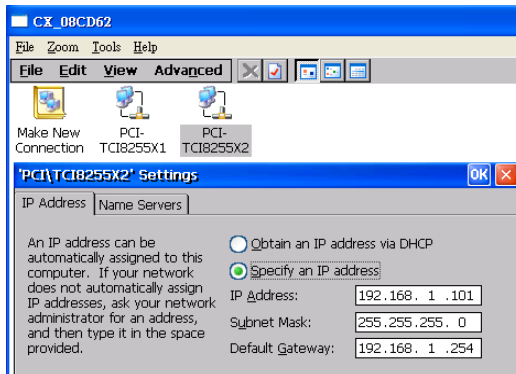 CX_08CD62
File Zoom Tools Help
File Edit View Advanced
Make New Connection
PCI-TCI8255X1
PCI-TCI8255X2
'PCI\TCI8255X2' Settings OK
IP Address Name Servers
An IP address can be
automatically assigned to this
computer. If your network
does not automatically assign
IP addresses, ask your network
administrator for an address,
and then type it in the space
provided.
Obtain an IP address via DHCP
Specify an IP address
IP Address: 192.168. 1 .101
Subnet Mask: 255.255.255. 0
Default Gateway: 192.168. 1 .254